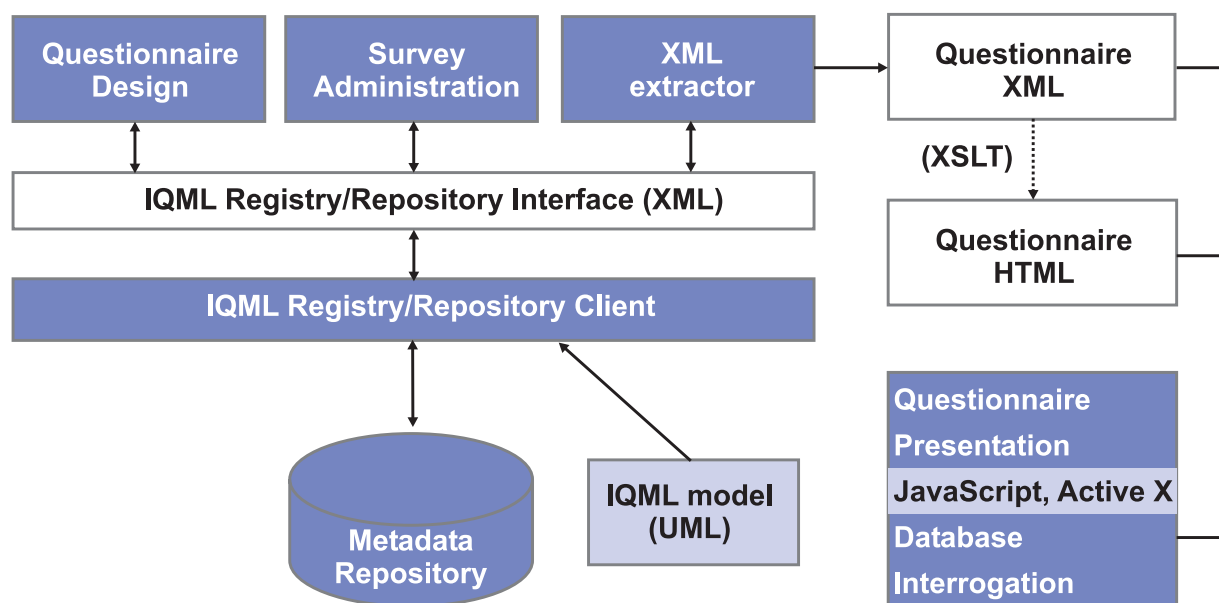 Questionnaire
Design
Survey
Administration
XML
extractor
Questionnaire
XML
(XSLT)
IQML Registry/Repository Interface (XML)
Questionnaire
HTML
IQML Registry/Repository Client
Questionnaire
Presentation
JavaScript, Active X
Database
Interrogation
IQML model
(UML)
Metadata
Repository